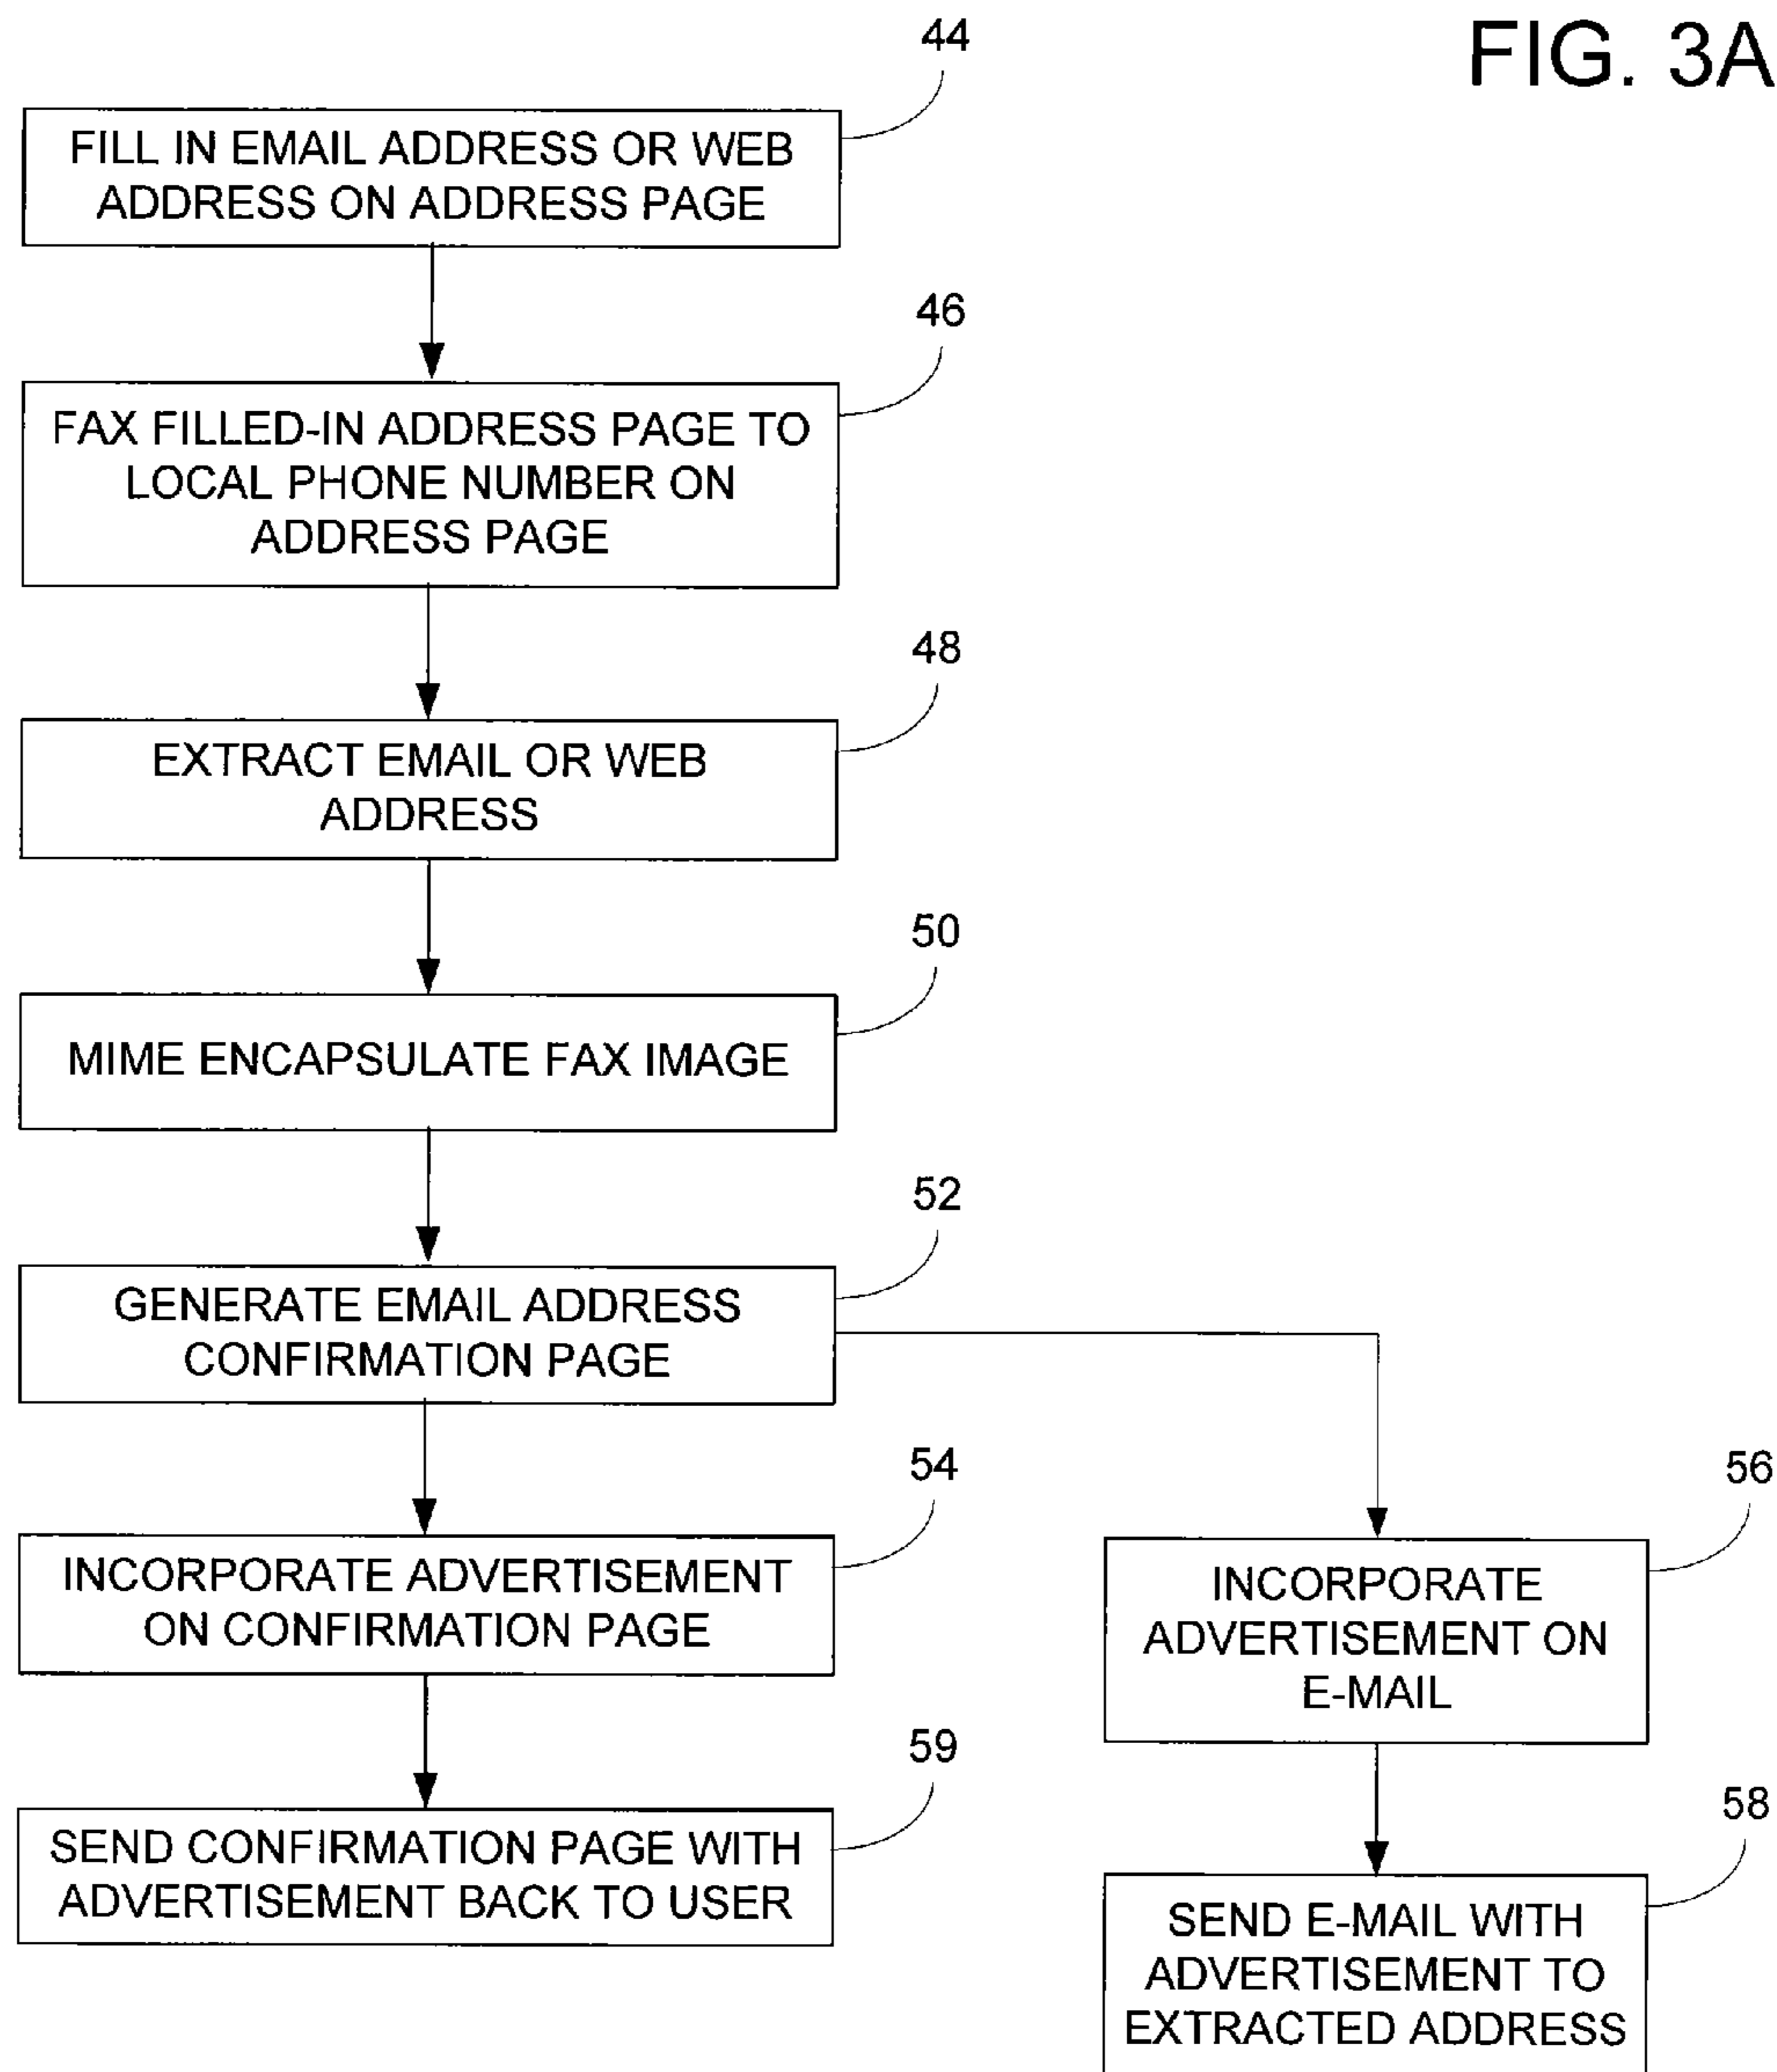 FIG. 3A
44
FILL IN EMAIL ADDRESS OR WEB
ADDRESS ON ADDRESS PAGE
46
FAX FILLED-IN ADDRESS PAGE TO
LOCAL PHONE NUMBER ON
ADDRESS PAGE
48
EXTRACT EMAIL OR WEB
ADDRESS
50
MIME ENCAPSULATE FAX IMAGE
52
GENERATE EMAIL ADDRESS
CONFIRMATION PAGE
54
INCORPORATE ADVERTISEMENT
ON CONFIRMATION PAGE
56
INCORPORATE
ADVERTISEMENT ON
E-MAIL
59
SEND CONFIRMATION PAGE WITH
ADVERTISEMENT BACK TO USER
58
SEND E-MAIL WITH
ADVERTISEMENT TO
EXTRACTED ADDRESS